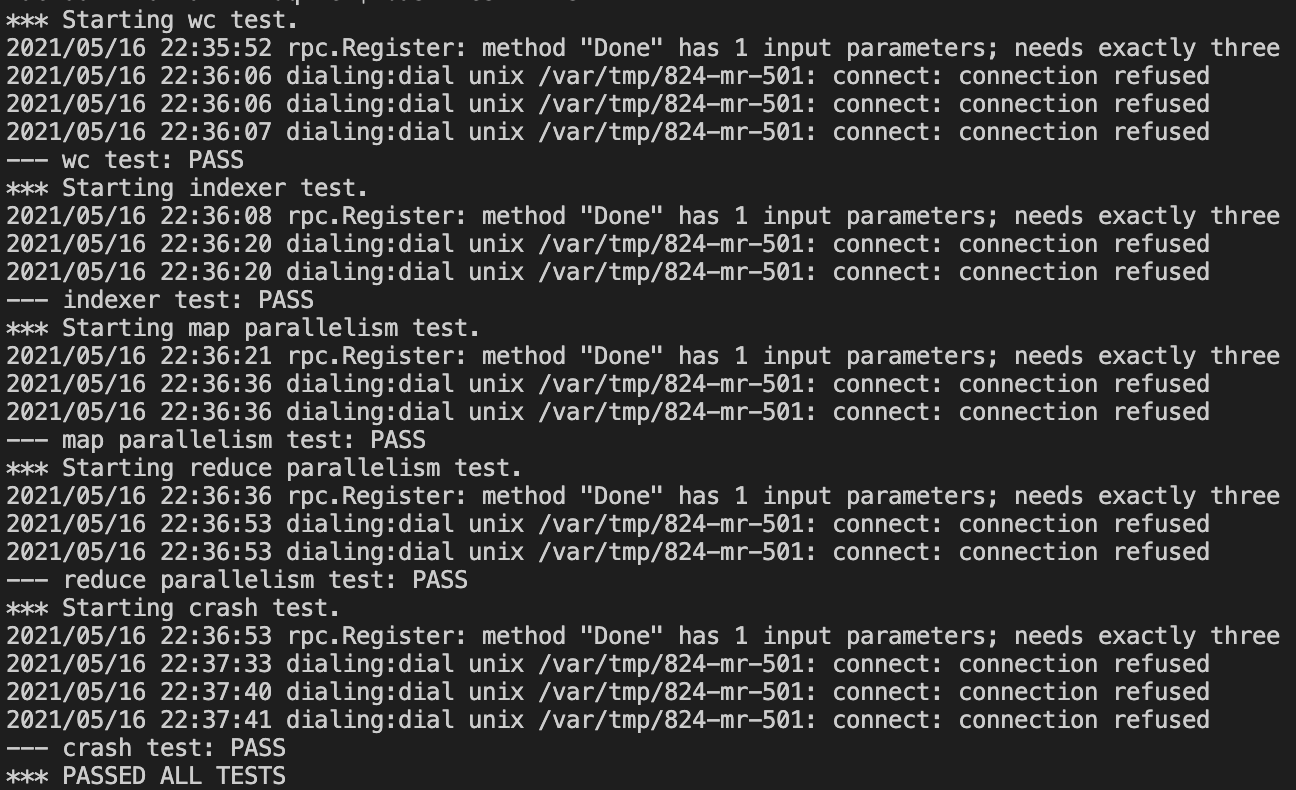 *** Starting wc test.
2021/05/16 22:35:52 rpc.Register: method "Done" has 1 input parameters; needs exactly three
2021/05/16 22:36:06 dialing:dial unix /var/tmp/824-mr-501: connect: connection refused
2021/05/16 22:36:06 dialing:dial unix /var/tmp/824-mr-501: connect: connection refused
2021/05/16 22:36:07 dialing:dial unix /var/tmp/824-mr-501: connect: connection refused
--- wc test: PASS
*** Starting indexer test.
2021/05/16 22:36:08 rpc.Register: method "Done" has 1 input parameters; needs exactly three
2021/05/16 22:36:20 dialing:dial unix /var/tmp/824-mr-501: connect: connection refused
2021/05/16 22:36:20 dialing:dial unix /var/tmp/824-mr-501: connect: connection refused
--- indexer test: PASS
*** Starting map parallelism test.
2021/05/16 22:36:21 rpc.Register: method "Done" has 1 input parameters; needs exactly three
2021/05/16 22:36:36 dialing:dial unix /var/tmp/824-mr-501: connect: connection refused
2021/05/16 22:36:36 dialing:dial unix /var/tmp/824-mr-501: connect: connection refused
--- map parallelism test: PASS
*** Starting reduce parallelism test.
2021/05/16 22:36:36 rpc.Register: method "Done" has 1 input parameters; needs exactly three
2021/05/16 22:36:53 dialing:dial unix /var/tmp/824-mr-501: connect: connection refused
2021/05/16 22:36:53 dialing:dial unix /var/tmp/824-mr-501: connect: connection refused
--- reduce parallelism test: PASS
*** Starting crash test.
2021/05/16 22:36:53 rpc.Register: method "Done" has 1 input parameters; needs exactly three
2021/05/16 22:37:33 dialing:dial unix /var/tmp/824-mr-501: connect: connection refused
2021/05/16 22:37:40 dialing:dial unix /var/tmp/824-mr-501: connect: connection refused
2021/05/16 22:37:41 dialing:dial unix /var/tmp/824-mr-501: connect: connection refused
--- crash test: PASS
*** PASSED ALL TESTS